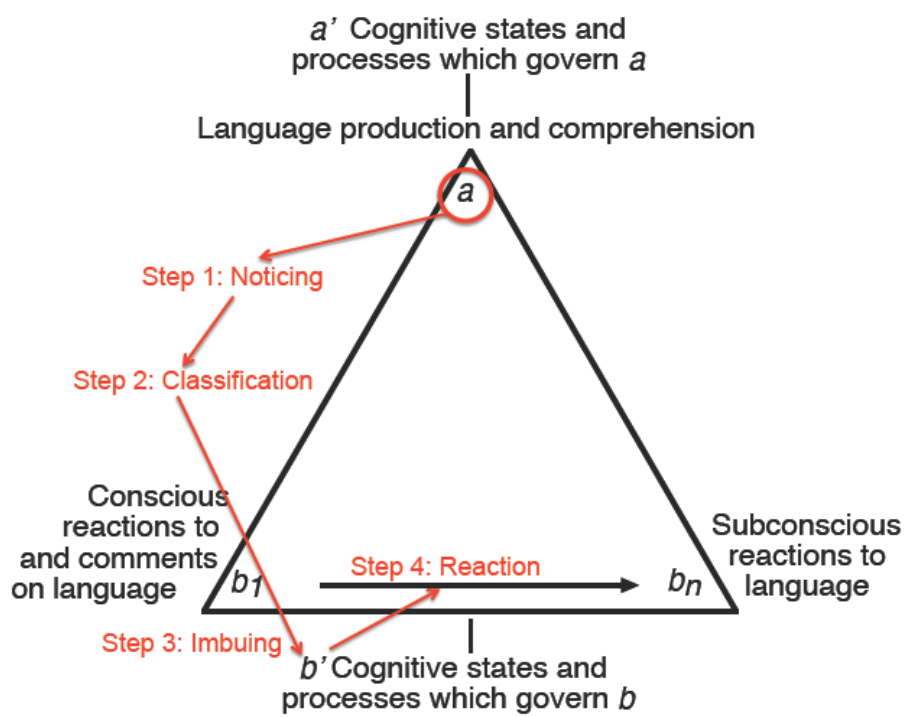 a’ Cognitive states and
processes which govern a
Language production and comprehension
a
Step 1: Noticing
Step 2: Classification
Conscious
reactions to
and comments
on language
b1
Step 4: Reaction
bn
Subconscious
reactions to
language
Step 3: Imbuing
b’ Cognitive states and
processes which govern b